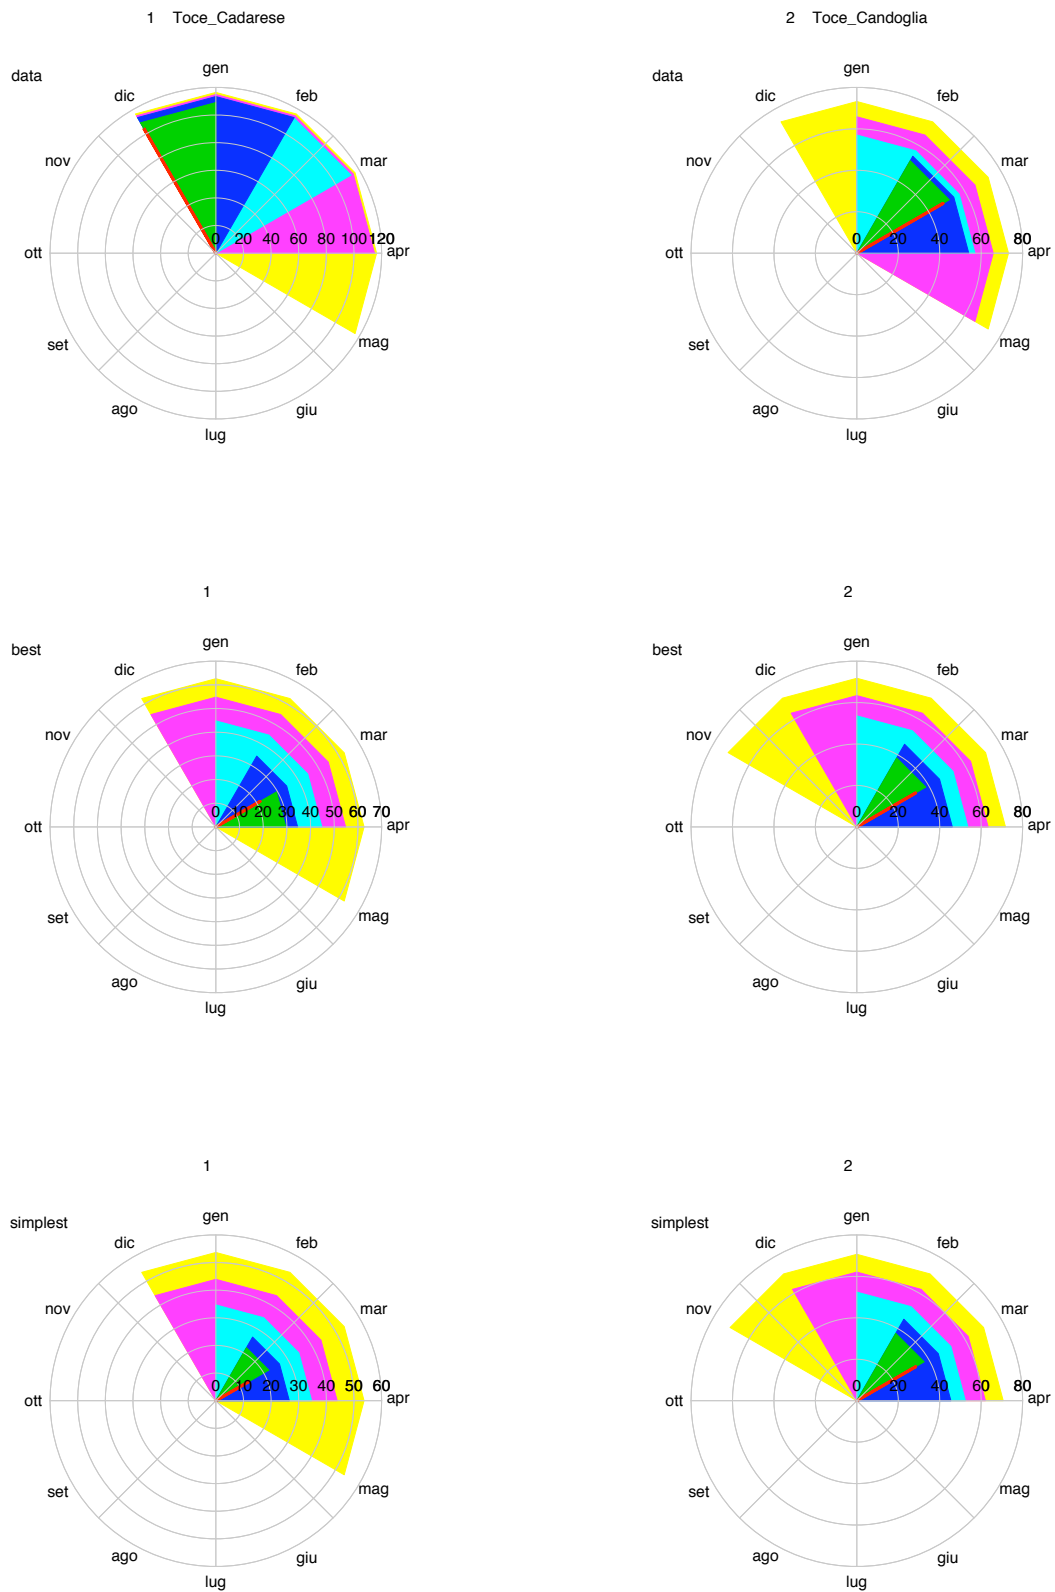 1 Toce_Cadarese
data
gen
feb
mar
apr
mag
giu
lug
ago
set
ott
nov
dic
0 20 40 60 80 100 120
2 Toce_Candoglia
data
gen
feb
mar
apr
mag
giu
lug
ago
set
ott
nov
dic
0 20 40 60 80
1
best
gen
feb
mar
apr
mag
giu
lug
ago
set
ott
nov
dic
0 10 20 30 40 50 60 70
2
best
gen
feb
mar
apr
mag
giu
lug
ago
set
ott
nov
dic
0 20 40 60 80
1
simplest
gen
feb
mar
apr
mag
giu
lug
ago
set
ott
nov
dic
0 10 20 30 40 50 60
2
simplest
gen
feb
mar
apr
mag
giu
lug
ago
set
ott
nov
dic
0 20 40 60 80